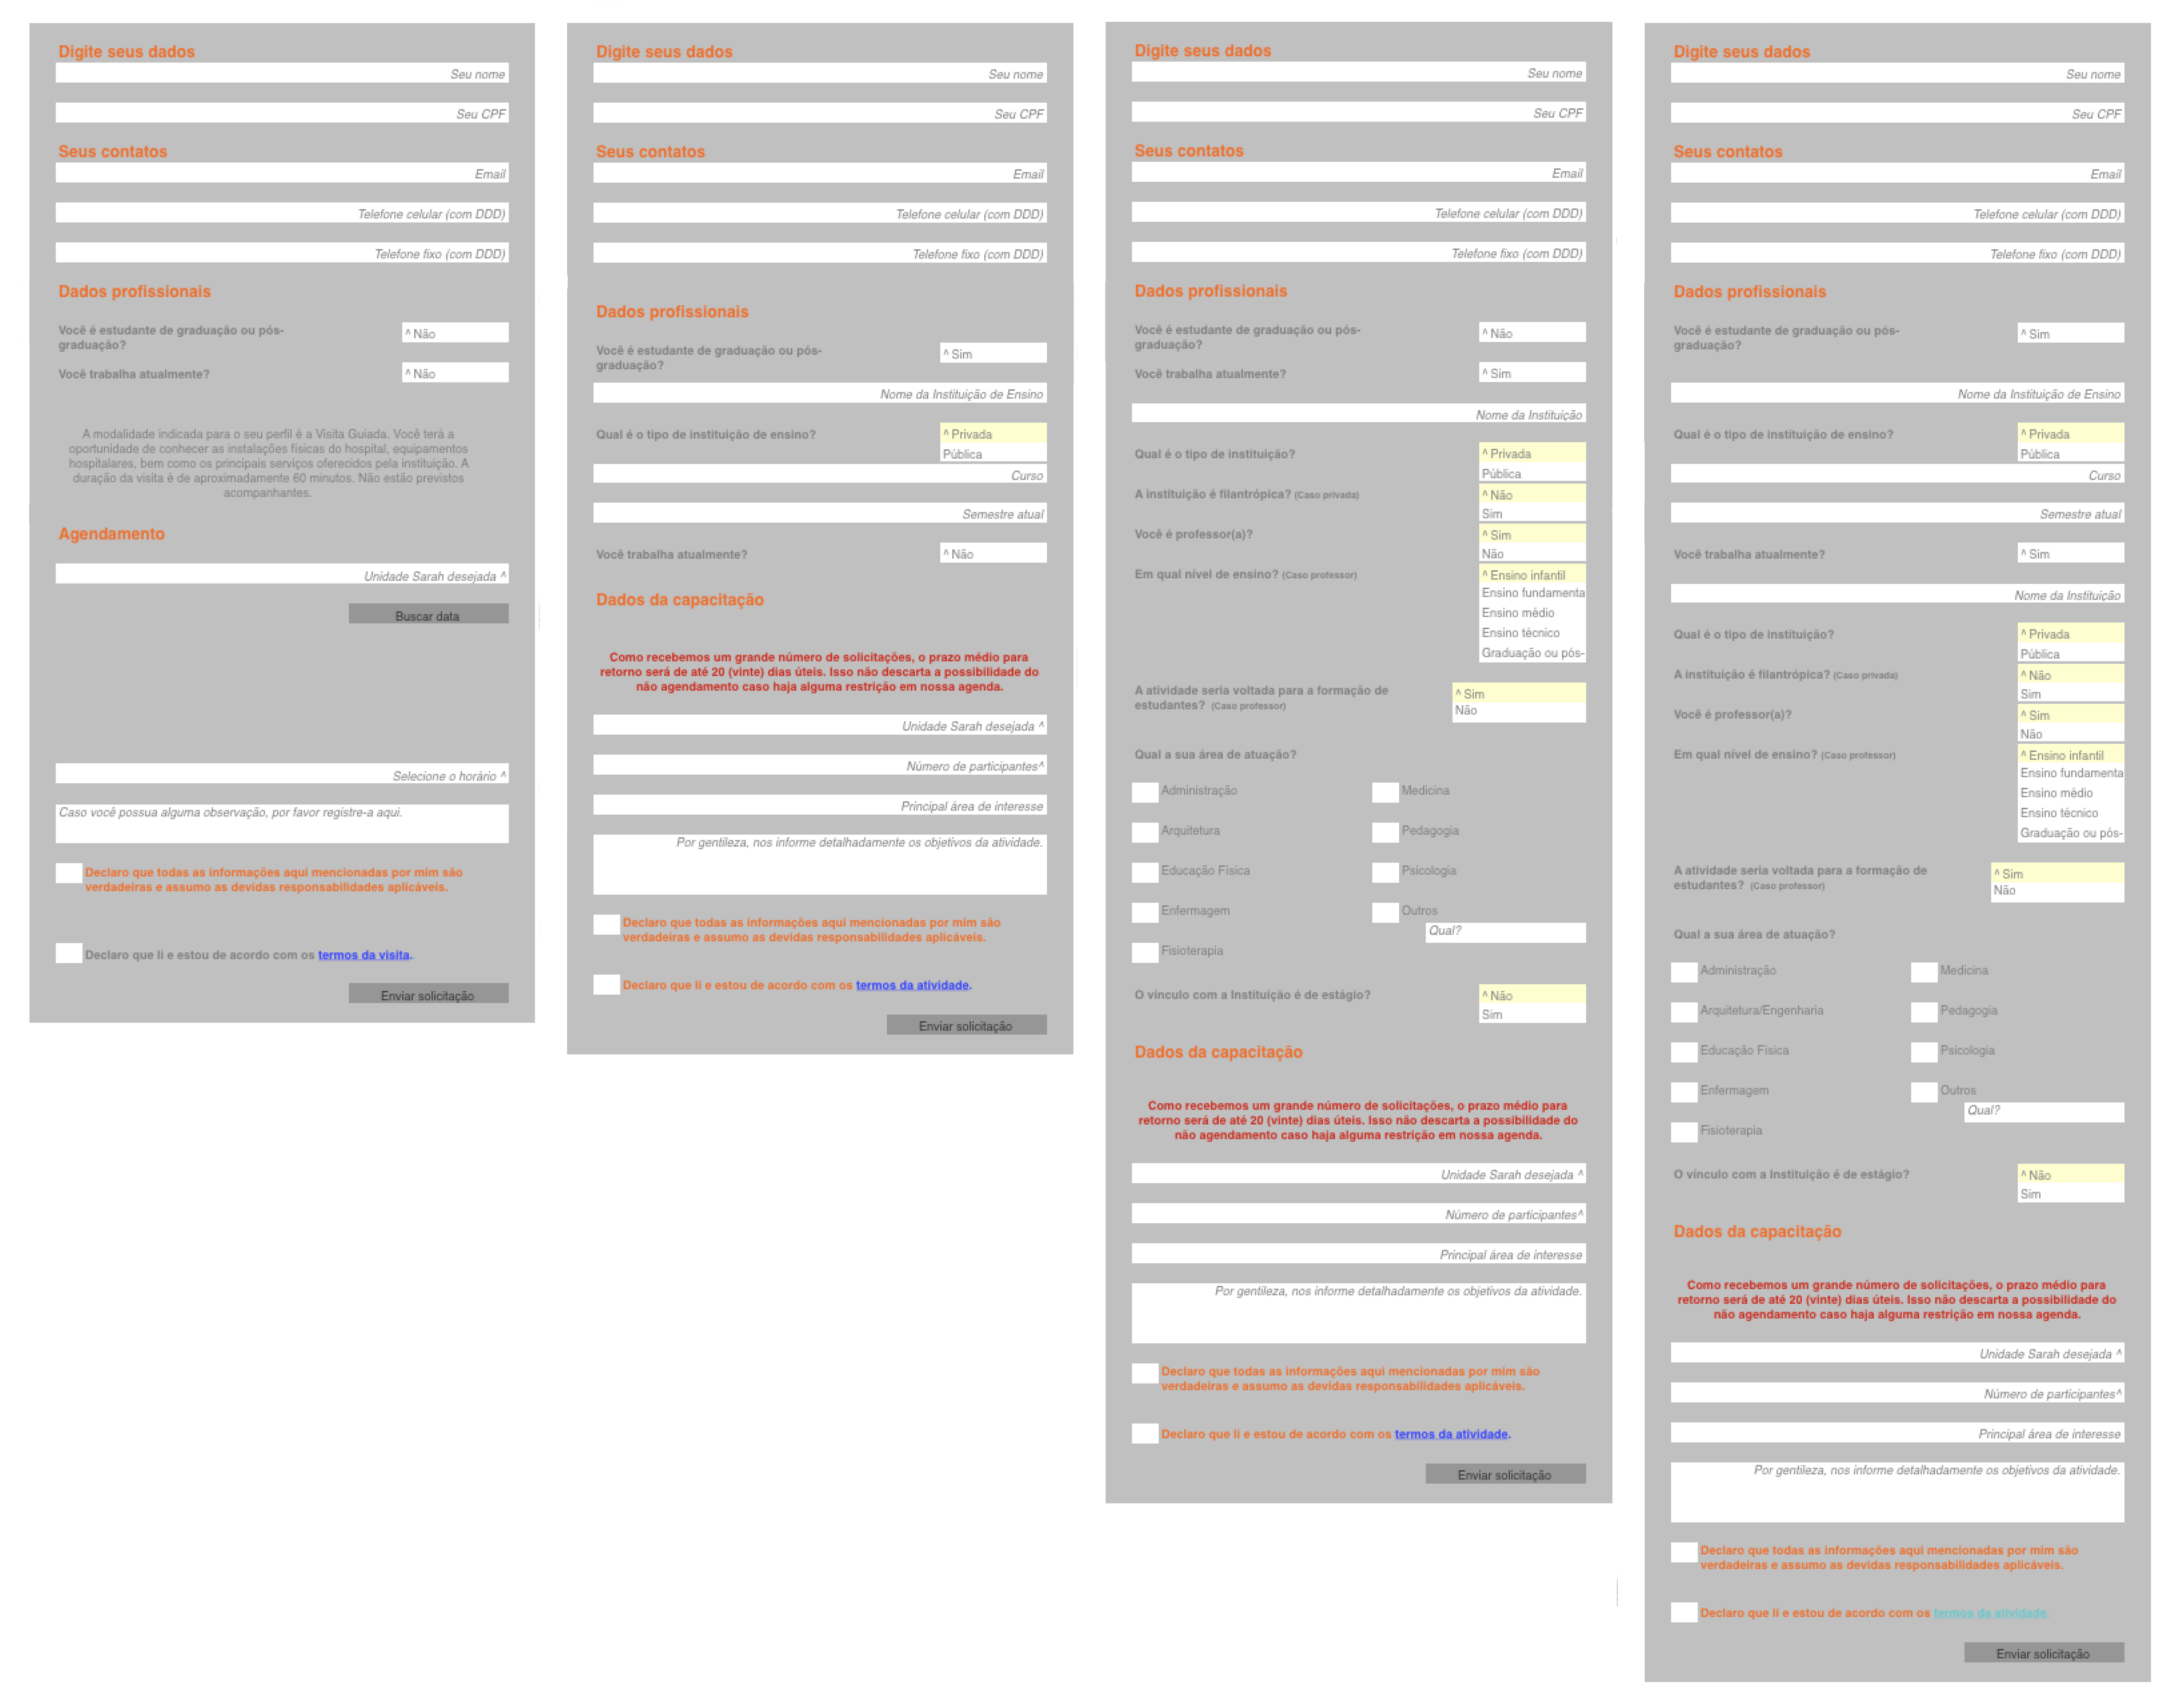 Digite seus dados
Seu nome
Seu CPF
Seus contatos
Email
Telefone celular (com DDD)
Telefone fixo (com DDD)
Dados profissionais
Você é estudante de graduação ou pós-
graduação?
^ Não
Você trabalha atualmente?
^ Não
A modalidade indicada para o seu perfil é a Visita Guiada. Você terá a
oportunidade de conhecer as instalações físicas do hospital, equipamentos
hospitalares, bem como os principais serviços oferecidos pela instituição. A
duração da visita é de aproximadamente 60 minutos. Não estão previstos
acompanhantes.
Agendamento
Unidade Sarah desejada ^
Buscar data
Selecione o horário ^
Caso você possua alguma observação, por favor registre-a aqui.
Declaro que todas as informações aqui mencionadas por mim são
verdadeiras e assumo as devidas responsabilidades aplicáveis.
Declaro que li e estou de acordo com os termos da visita.
Enviar solicitação
Digite seus dados
Seu nome
Seu CPF
Seus contatos
Email
Telefone celular (com DDD)
Telefone fixo (com DDD)
Dados profissionais
Você é estudante de graduação ou pós-
graduação?
^ Sim
Nome da Instituição de Ensino
Qual é o tipo de instituição de ensino?
^ Privada
Pública
Curso
Semestre atual
Você trabalha atualmente?
^ Não
Dados da capacitação
Como recebemos um grande número de solicitações, o prazo médio para
retorno será de até 20 (vinte) dias úteis. Isso não descarta a possibilidade do
não agendamento caso haja alguma restrição em nossa agenda.
Unidade Sarah desejada ^
Número de participantes^
Principal área de interesse
Por gentileza, nos informe detalhadamente os objetivos da atividade.
Declaro que todas as informações aqui mencionadas por mim são
verdadeiras e assumo as devidas responsabilidades aplicáveis.
Declaro que li e estou de acordo com os termos da atividade.
Enviar solicitação
Digite seus dados
Seu nome
Seu CPF
Seus contatos
Email
Telefone celular (com DDD)
Telefone fixo (com DDD)
Dados profissionais
Você é estudante de graduação ou pós-
graduação?
^ Não
Você trabalha atualmente?
^ Sim
Nome da Instituição
Qual é o tipo de instituição?
^ Privada
Pública
A instituição é filantrópica? (Caso privada)
^ Não
Sim
Você é professor(a)?
^ Sim
Não
Em qual nível de ensino? (Caso professor)
^ Ensino infantil
Ensino fundamenta
Ensino médio
Ensino técnico
Graduação ou pós-
A atividade seria voltada para a formação de
estudantes? (Caso professor)
^ Sim
Não
Qual a sua área de atuação?
Administração
Medicina
Arquitetura
Pedagogia
Educação Física
Psicologia
Enfermagem
Outros
Qual?
Fisioterapia
O vínculo com a Instituição é de estágio?
^ Não
Sim
Dados da capacitação
Como recebemos um grande número de solicitações, o prazo médio para
retorno será de até 20 (vinte) dias úteis. Isso não descarta a possibilidade do
não agendamento caso haja alguma restrição em nossa agenda.
Unidade Sarah desejada ^
Número de participantes^
Principal área de interesse
Por gentileza, nos informe detalhadamente os objetivos da atividade.
Declaro que todas as informações aqui mencionadas por mim são
verdadeiras e assumo as devidas responsabilidades aplicáveis.
Declaro que li e estou de acordo com os termos da atividade.
Enviar solicitação
Digite seus dados
Seu nome
Seu CPF
Seus contatos
Email
Telefone celular (com DDD)
Telefone fixo (com DDD)
Dados profissionais
Você é estudante de graduação ou pós-
graduação?
^ Sim
Nome da Instituição de Ensino
Qual é o tipo de instituição de ensino?
^ Privada
Pública
Curso
Semestre atual
Você trabalha atualmente?
^ Sim
Nome da Instituição
Qual é o tipo de instituição?
^ Privada
Pública
A instituição é filantrópica? (Caso privada)
^ Não
Sim
Você é professor(a)?
^ Sim
Não
Em qual nível de ensino? (Caso professor)
^ Ensino infantil
Ensino fundamenta
Ensino médio
Ensino técnico
Graduação ou pós-
A atividade seria voltada para a formação de
estudantes? (Caso professor)
^ Sim
Não
Qual a sua área de atuação?
Administração
Medicina
Arquitetura/Engenharia
Pedagogia
Educação Física
Psicologia
Enfermagem
Outros
Qual?
Fisioterapia
O vínculo com a Instituição é de estágio?
^ Não
Sim
Dados da capacitação
Como recebemos um grande número de solicitações, o prazo médio para
retorno será de até 20 (vinte) dias úteis. Isso não descarta a possibilidade do
não agendamento caso haja alguma restrição em nossa agenda.
Unidade Sarah desejada ^
Número de participantes^
Principal área de interesse
Por gentileza, nos informe detalhadamente os objetivos da atividade.
Declaro que todas as informações aqui mencionadas por mim são
verdadeiras e assumo as devidas responsabilidades aplicáveis.
Declaro que li e estou de acordo com os termos da atividade.
Enviar solicitação